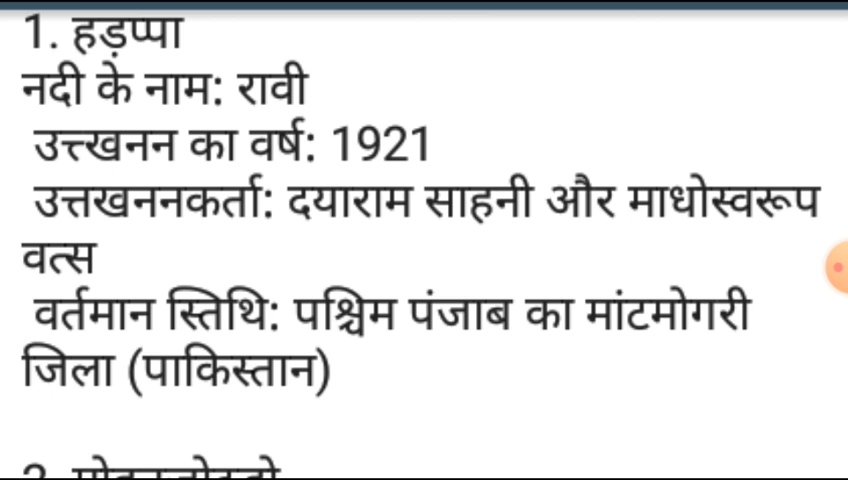 1. हड़प्पा
नदी के नाम: रावी
उत्त्खनन का वर्ष: 1921
उत्तखननकर्ता: दयाराम साहनी और माधोस्वरूप
वत्स
वर्तमान स्तिथि: पश्चिम पंजाब का मांटमोगरी
जिला (पाकिस्तान)